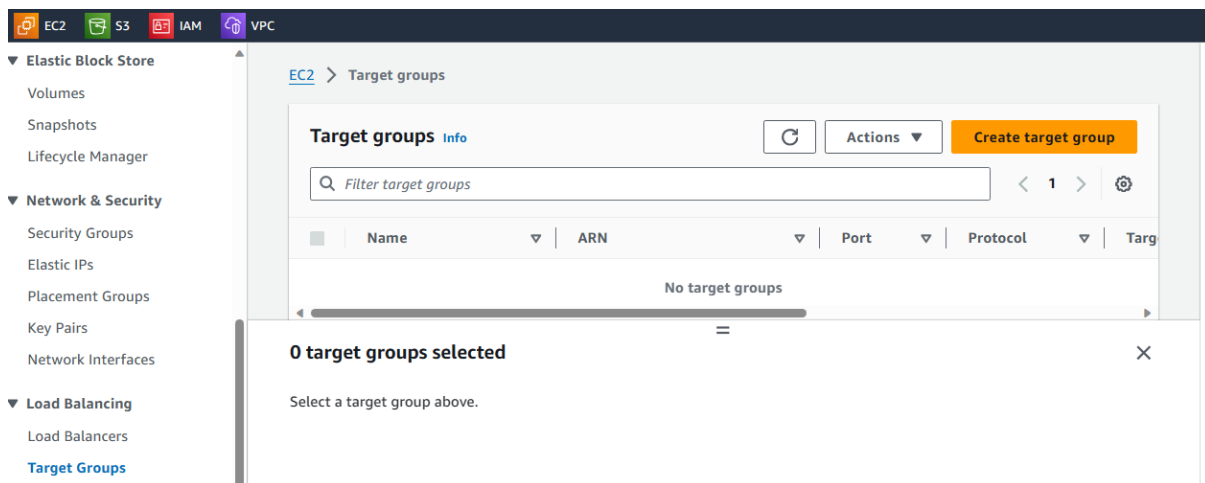 EC2 S3 IAM VPC
Elastic Block Store
Volumes
Snapshots
Lifecycle Manager
Network & Security
Security Groups
Elastic IPs
Placement Groups
Key Pairs
Network Interfaces
Load Balancing
Load Balancers
Target Groups
EC2 > Target groups
Target groups Info
Actions
Create target group
Filter target groups
1
Name ARN Port Protocol Targ
No target groups
0 target groups selected
Select a target group above.